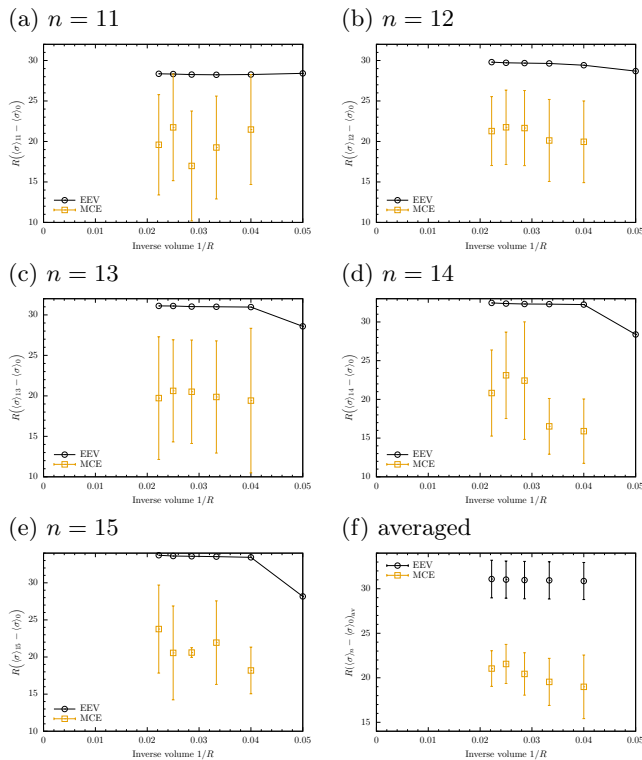 (a) n = 11
(b) n = 12
30
25
20
15
10
R(⟨σ⟩₁₁ − ⟨σ⟩₀)
EEV
MCE
0
0.01
0.02
0.03
0.04
0.05
Inverse volume 1/R
30
25
20
15
10
R(⟨σ⟩₁₂ − ⟨σ⟩₀)
EEV
MCE
0
0.01
0.02
0.03
0.04
0.05
Inverse volume 1/R
(c) n = 13
(d) n = 14
30
25
20
15
10
R(⟨σ⟩₁₃ − ⟨σ⟩₀)
EEV
MCE
0
0.01
0.02
0.03
0.04
0.05
Inverse volume 1/R
30
25
20
15
10
R(⟨σ⟩₁₄ − ⟨σ⟩₀)
EEV
MCE
0
0.01
0.02
0.03
0.04
0.05
Inverse volume 1/R
(e) n = 15
(f) averaged
30
25
20
15
10
R(⟨σ⟩₁₅ − ⟨σ⟩₀)
EEV
MCE
0
0.01
0.02
0.03
0.04
0.05
Inverse volume 1/R
35
30
25
20
15
R(⟨σ⟩ₙ − ⟨σ⟩₀)av
EEV
MCE
0
0.01
0.02
0.03
0.04
0.05
Inverse volume 1/R